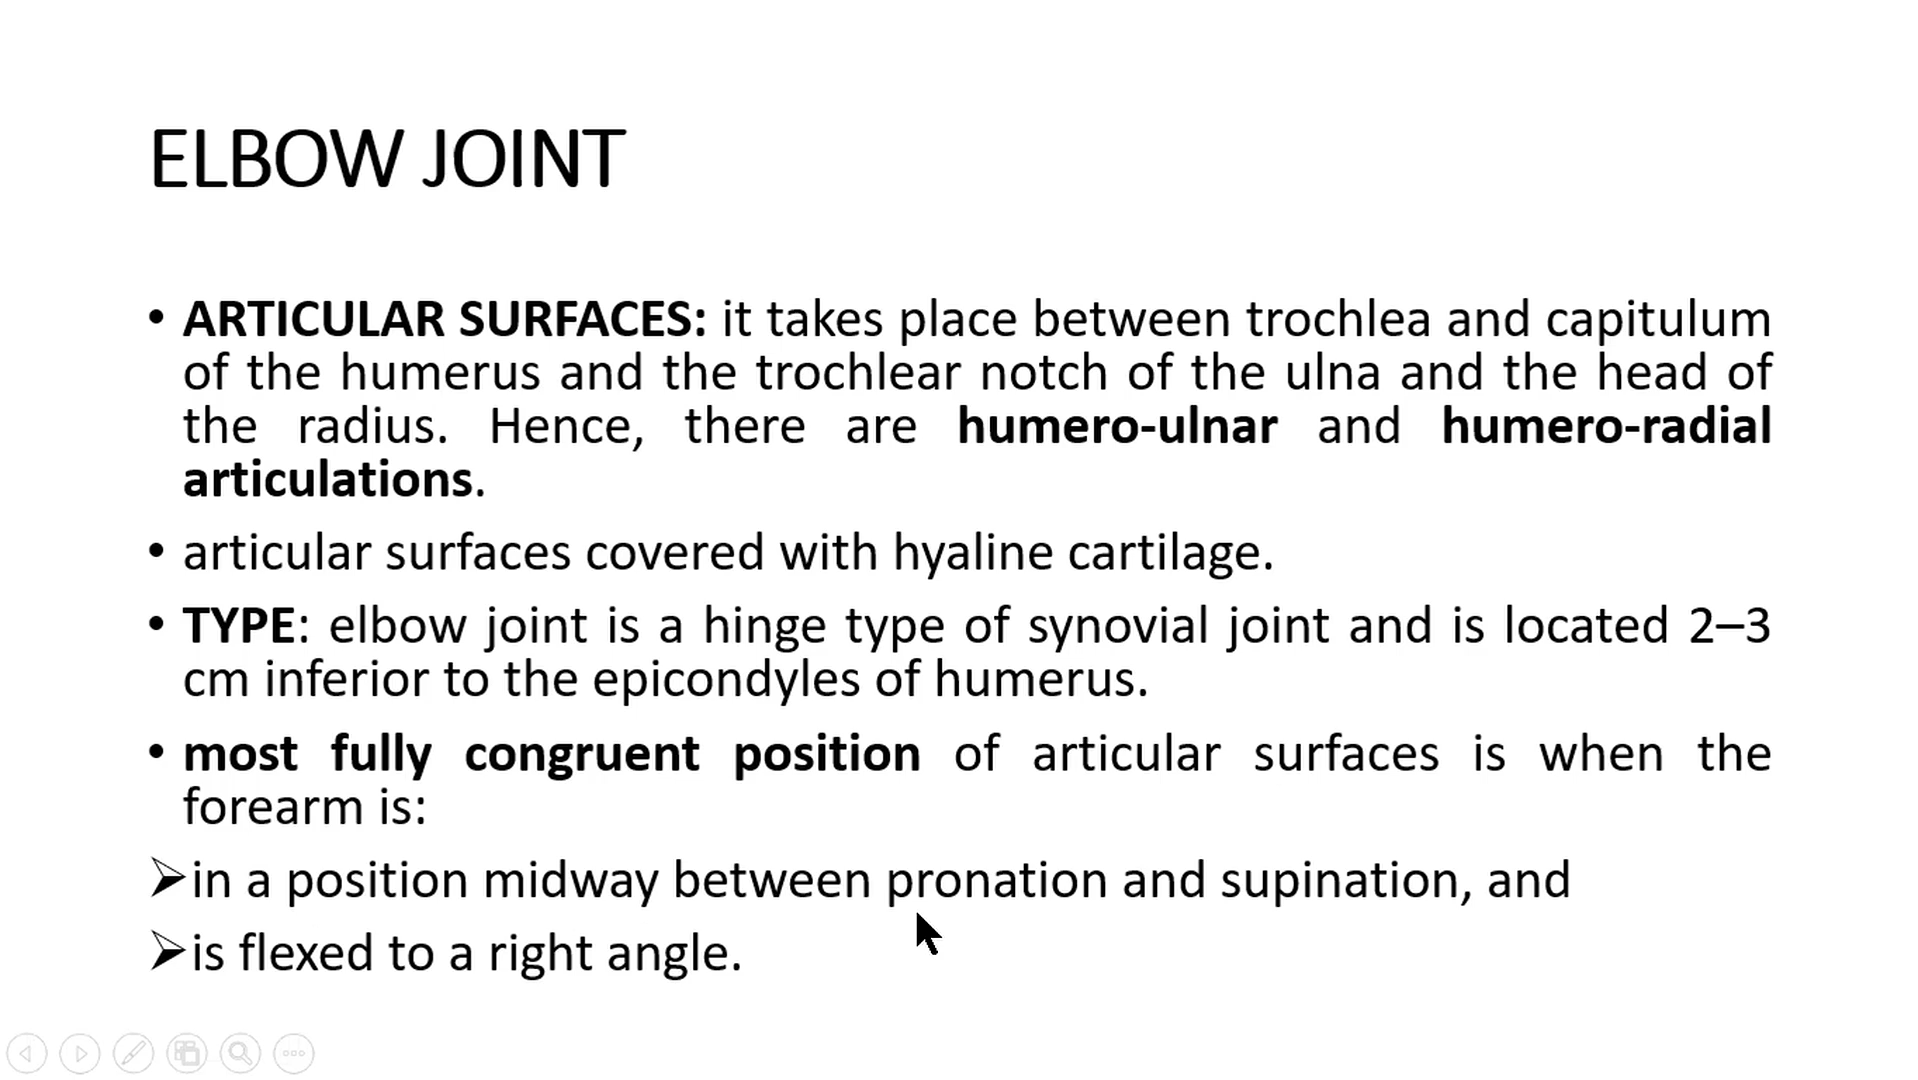 ELBOW JOINT
• ARTICULAR SURFACES: it takes place between trochlea and capitulum
of the humerus and the trochlear notch of the ulna and the head of
the radius. Hence, there are humero-ulnar and humero-radial
articulations.
• articular surfaces covered with hyaline cartilage.
• TYPE: elbow joint is a hinge type of synovial joint and is located 2–3
cm inferior to the epicondyles of humerus.
• most fully congruent position of articular surfaces is when the
forearm is:
➢in a position midway between pronation and supination, and
➢is flexed to a right angle.